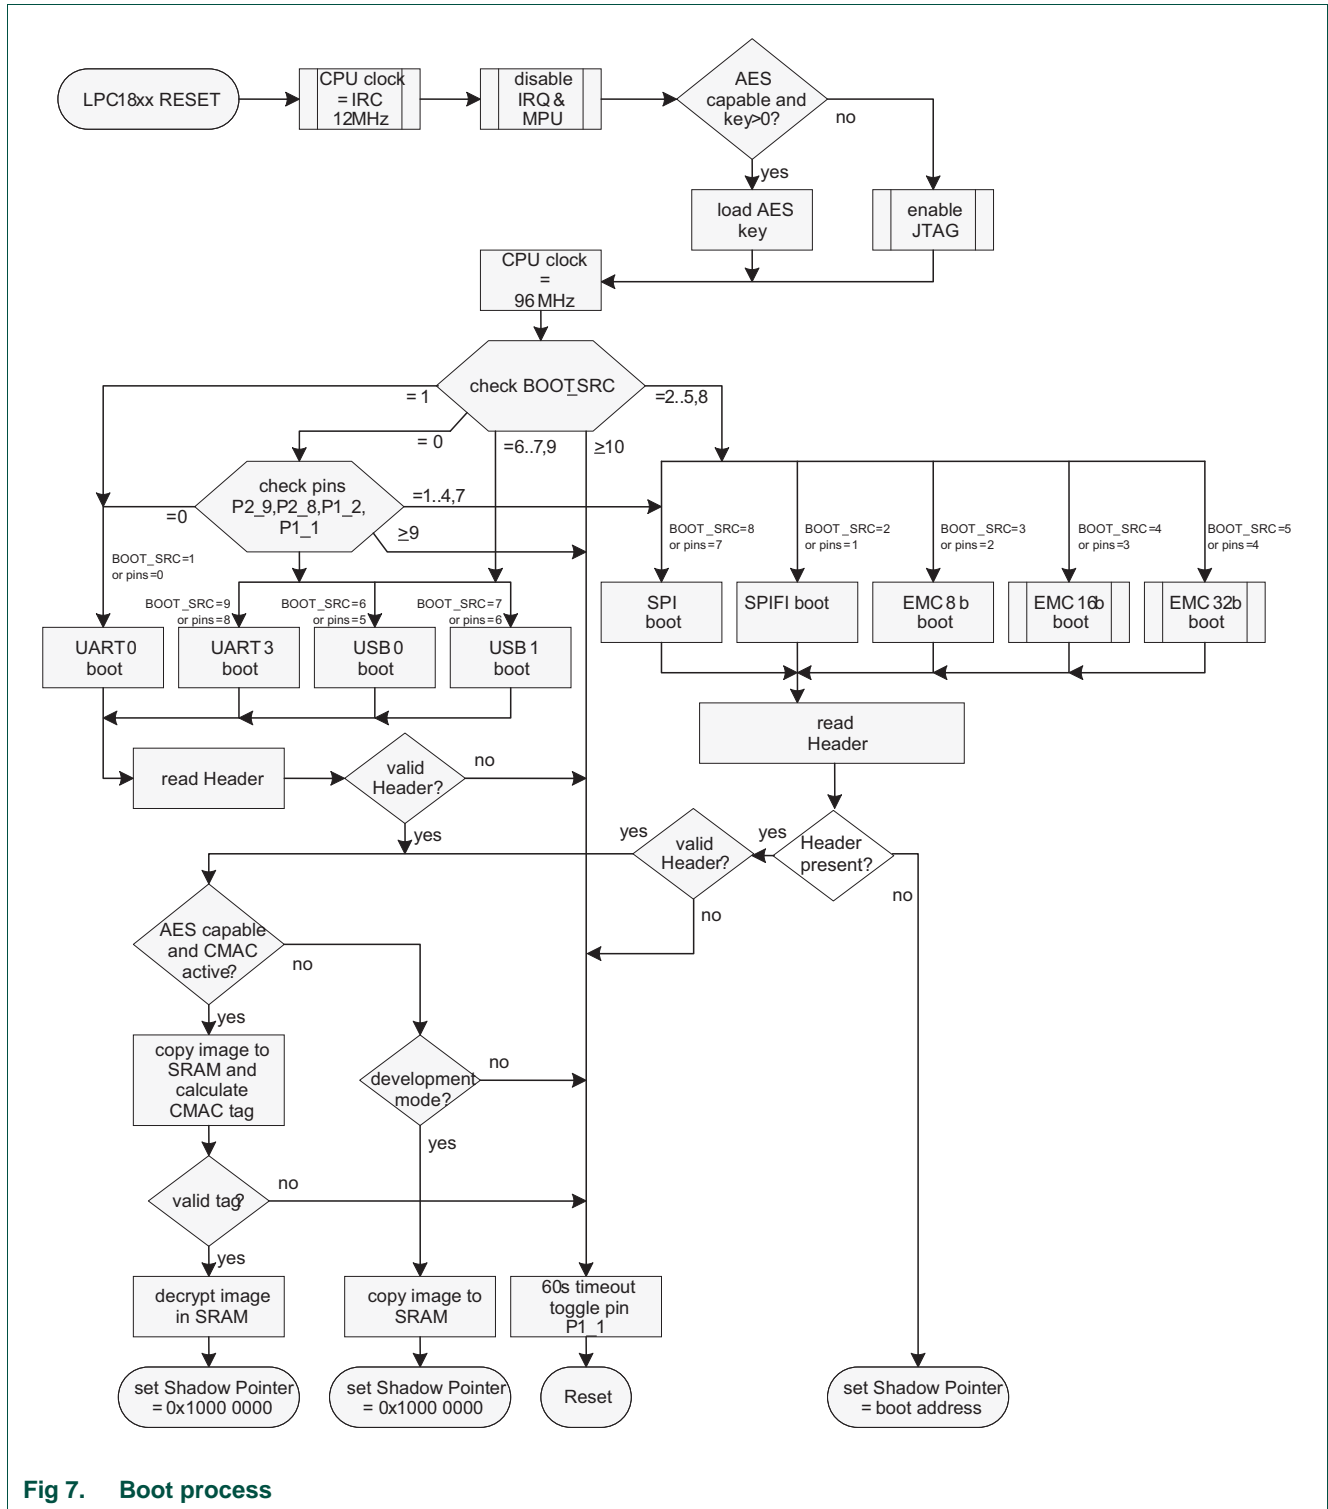 LPC18xx RESET
CPU clock
= IRC
12MHz
disable
IRQ &
MPU
AES
capable and
key>0?
no
yes
load AES
key
enable
JTAG
CPU clock
=
96 MHz
check BOOT_SRC
= 1
= 0
=6..7,9
≥10
=2..5,8
check pins
P2_9,P2_8,P1_2,
P1_1
=0
=1..4,7
≥9
BOOT_SRC=1
or pins=0
BOOT_SRC=9
or pins=8
BOOT_SRC=6
or pins=5
BOOT_SRC=7
or pins=6
BOOT_SRC=8
or pins=7
BOOT_SRC=2
or pins=1
BOOT_SRC=3
or pins=2
BOOT_SRC=4
or pins=3
BOOT_SRC=5
or pins=4
SPI
boot
SPIFI boot
EMC 8 b
boot
EMC 16b
boot
EMC 32b
boot
UART0
boot
UART3
boot
USB0
boot
USB1
boot
read
Header
read Header
valid
Header?
no
yes
yes
valid
Header?
yes
Header
present?
no
no
AES capable
and CMAC
active?
no
yes
copy image to
SRAM and
calculate
CMAC tag
development
mode?
no
yes
valid tag?
no
yes
decrypt image
in SRAM
copy image to
SRAM
60s timeout
toggle pin
P1_1
set Shadow Pointer
= 0x1000 0000
set Shadow Pointer
= 0x1000 0000
Reset
set Shadow Pointer
= boot address
Fig 7. Boot process